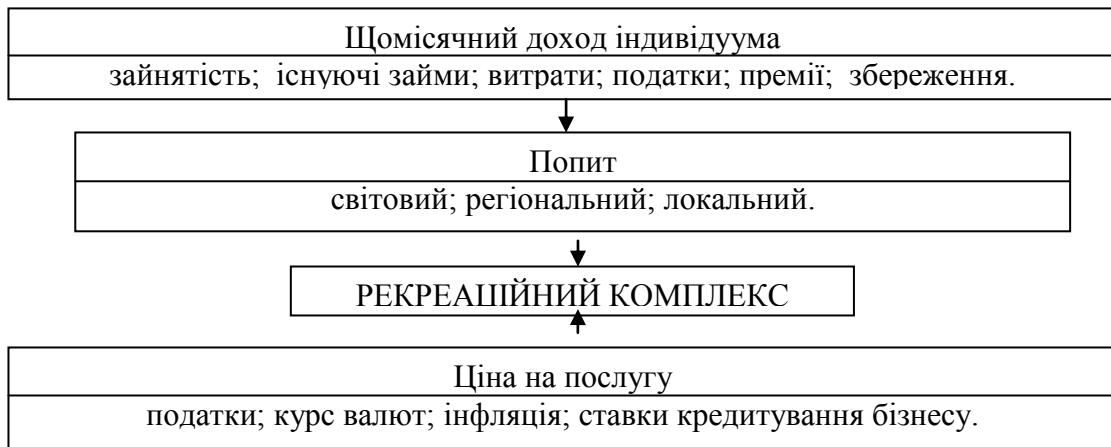 Щомісячний доход індивідуума
зайнятість; існуючі займи; витрати; податки; премії; збереження.
Попит
світовий; регіональний; локальний.
РЕКРЕАЦІЙНИЙ КОМПЛЕКС
Ціна на послугу
податки; курс валют; інфляція; ставки кредитування бізнесу.